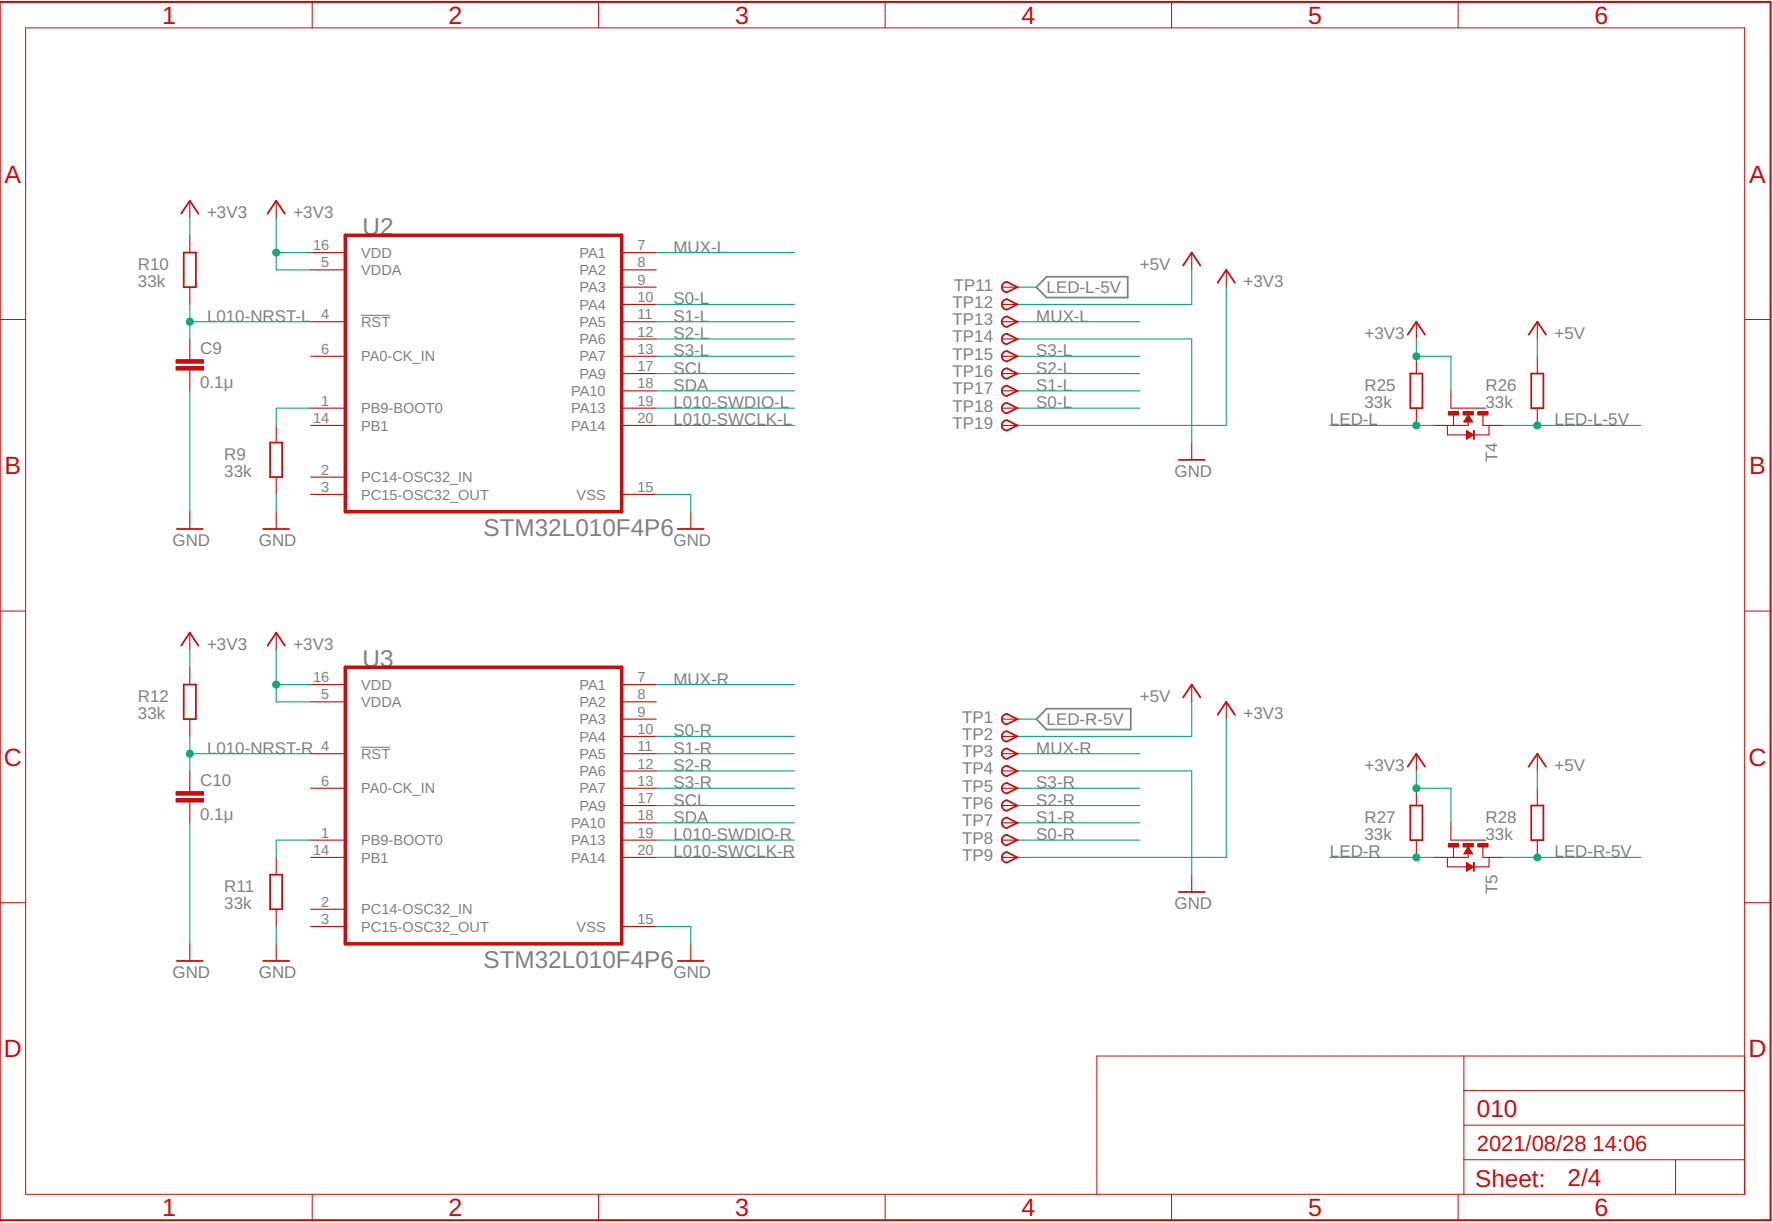 1 2 3 4 5 6
A A
B B
C C
D D
+3V3 +3V3
R10
33k
L010-NRST-L
C9
0.1µ
R9
33k
GND GND
U2
16 VDD
5 VDDA
4 RST
6 PA0-CK_IN
1 PB9-BOOT0
14 PB1
2 PC14-OSC32_IN
3 PC15-OSC32_OUT
PA1 7 MUX-L
PA2 8
PA3 9
PA4 10 S0-L
PA5 11 S1-L
PA6 12 S2-L
PA7 13 S3-L
PA9 17 SCL
PA10 18 SDA
PA13 19 L010-SWDIO-L
PA14 20 L010-SWCLK-L
VSS 15
STM32L010F4P6
GND
+5V
+3V3
TP11 LED-L-5V
TP12
TP13 MUX-L
TP14
TP15 S3-L
TP16 S2-L
TP17 S1-L
TP18 S0-L
TP19
GND
+3V3 +5V
R25 R26
33k 33k
LED-L LED-L-5V
T4
+3V3 +3V3
R12
33k
L010-NRST-R
C10
0.1µ
R11
33k
GND GND
U3
16 VDD
5 VDDA
4 RST
6 PA0-CK_IN
1 PB9-BOOT0
14 PB1
2 PC14-OSC32_IN
3 PC15-OSC32_OUT
PA1 7 MUX-R
PA2 8
PA3 9
PA4 10 S0-R
PA5 11 S1-R
PA6 12 S2-R
PA7 13 S3-R
PA9 17 SCL
PA10 18 SDA
PA13 19 L010-SWDIO-R
PA14 20 L010-SWCLK-R
VSS 15
STM32L010F4P6
GND
+5V
+3V3
TP1 LED-R-5V
TP2
TP3 MUX-R
TP4
TP5 S3-R
TP6 S2-R
TP7 S1-R
TP8 S0-R
TP9
GND
+3V3 +5V
R27 R28
33k 33k
LED-R LED-R-5V
T5
010
2021/08/28 14:06
Sheet: 2/4
1 2 3 4 5 6